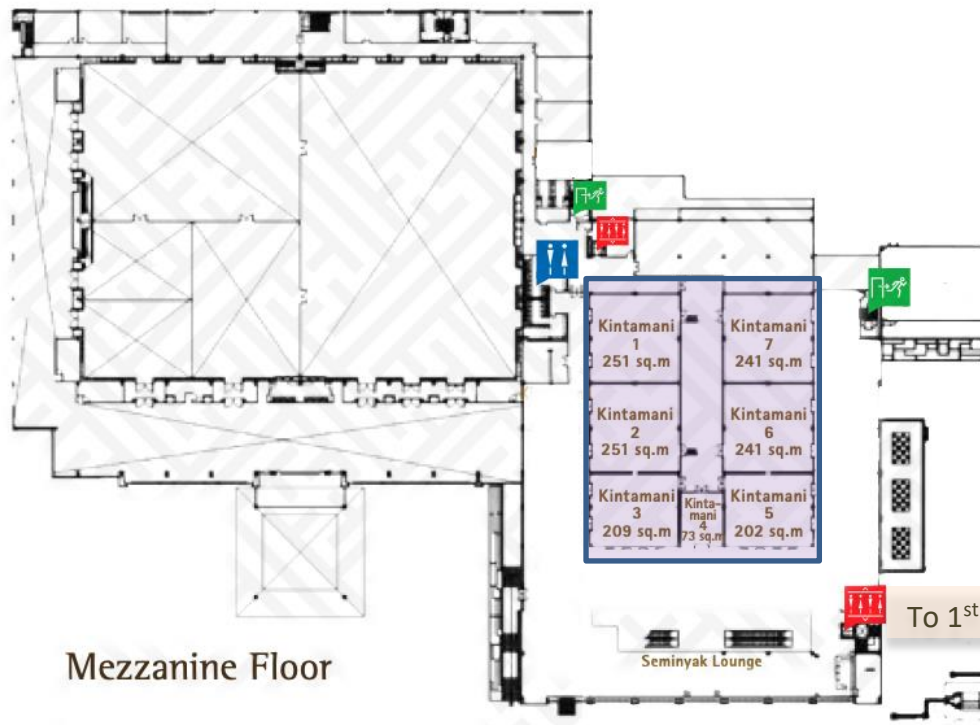 Kintamani
1
251 sq.m
Kintamani
7
241 sq.m
Kintamani
2
251 sq.m
Kintamani
6
241 sq.m
Kintamani
3
209 sq.m
Kinta-
mani
4
73 sq.m
Kintamani
5
202 sq.m
To 1st
Mezzanine Floor
Seminyak Lounge